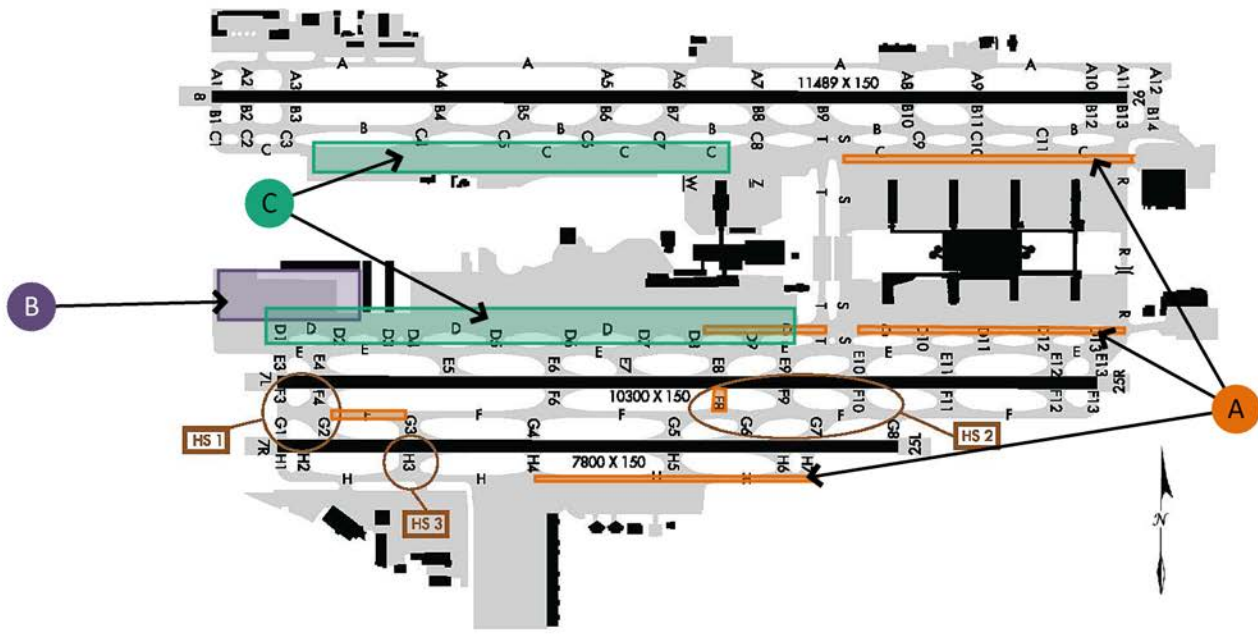 A A A A
A1 A2 A3 A4 A5 A6 A7 A8 A9 A10 A11 A12
11489 X 150
8 26
B1 B2 B3 B4 B5 B6 B7 B8 B9 B10 B11 B12 B13 B14
B B B B B
C1 C2 C3 C4 C5 C6 C7 C8 T S C9 C10 C11
C C C C C C
C
W Z R
T S
R
B
T S R
D1 D D2 D3 D4 D D5 D6 D D7 D8 D9 D10 D11 D12 D13
E E E T S E E
E3 E4 E5 E6 E7 E8 E9 E10 E11 E12 E13
7L 25R
10300 X 150
F3 F4 F6 F8 F9 F10 F11 F12 F13
F F F F
A
HS 1 HS 2
G1 G2 G3 G4 G5 G6 G7 G8
7R 25L
7800 X 150
H1 H2 H3 H4 H5 H6 H7
H H H H
HS 3
N